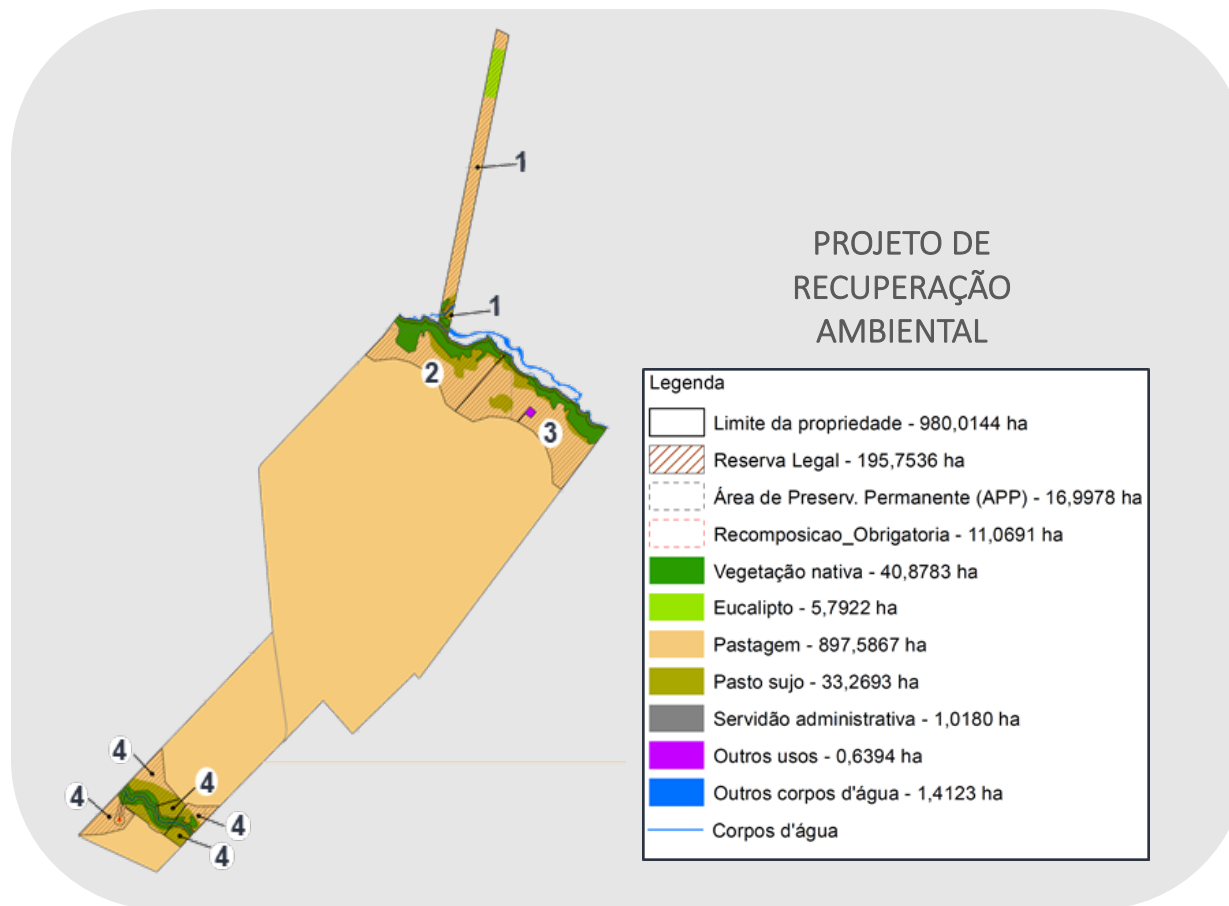 1
1
2
3
4
4
4
4
4
PROJETO DE
RECUPERAÇÃO
AMBIENTAL
Legenda
Limite da propriedade - 980,0144 ha
Reserva Legal - 195,7536 ha
Área de Preserv. Permanente (APP) - 16,9978 ha
Recomposicao_Obrigatoria - 11,0691 ha
Vegetação nativa - 40,8783 ha
Eucalipto - 5,7922 ha
Pastagem - 897,5867 ha
Pasto sujo - 33,2693 ha
Servidão administrativa - 1,0180 ha
Outros usos - 0,6394 ha
Outros corpos d'água - 1,4123 ha
Corpos d'água